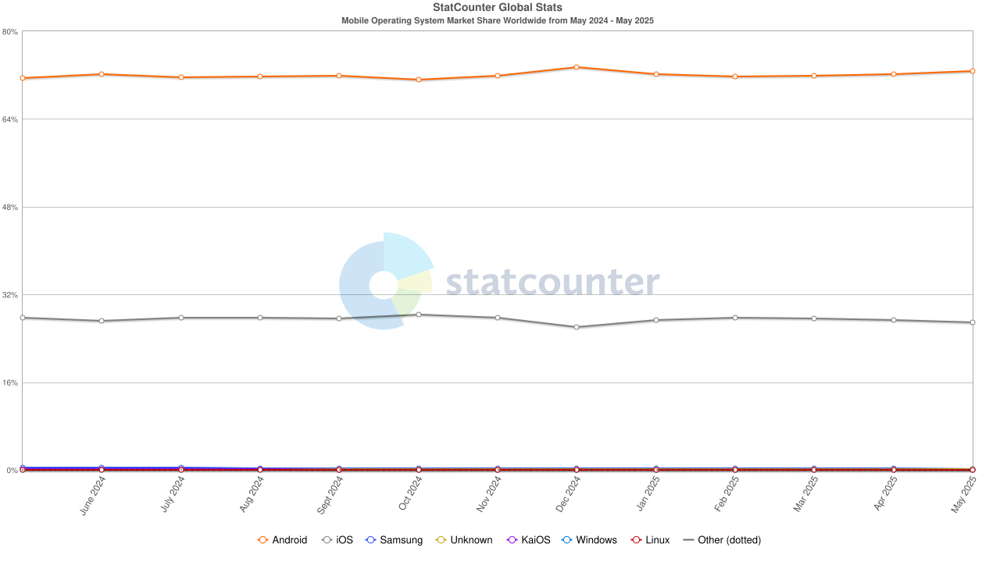 StatCounter Global Stats
Mobile Operating System Market Share Worldwide from May 2024 - May 2025
80%
64%
48%
statcounter
32%
16%
0%
June 2024 July 2024 Aug 2024 Sept 2024 Oct 2024 Nov 2024 Dec 2024 Jan 2025 Feb 2025 Mar 2025 Apr 2025 May 2025
Android iOS Samsung Unknown KaiOS Windows Linux Other (dotted)